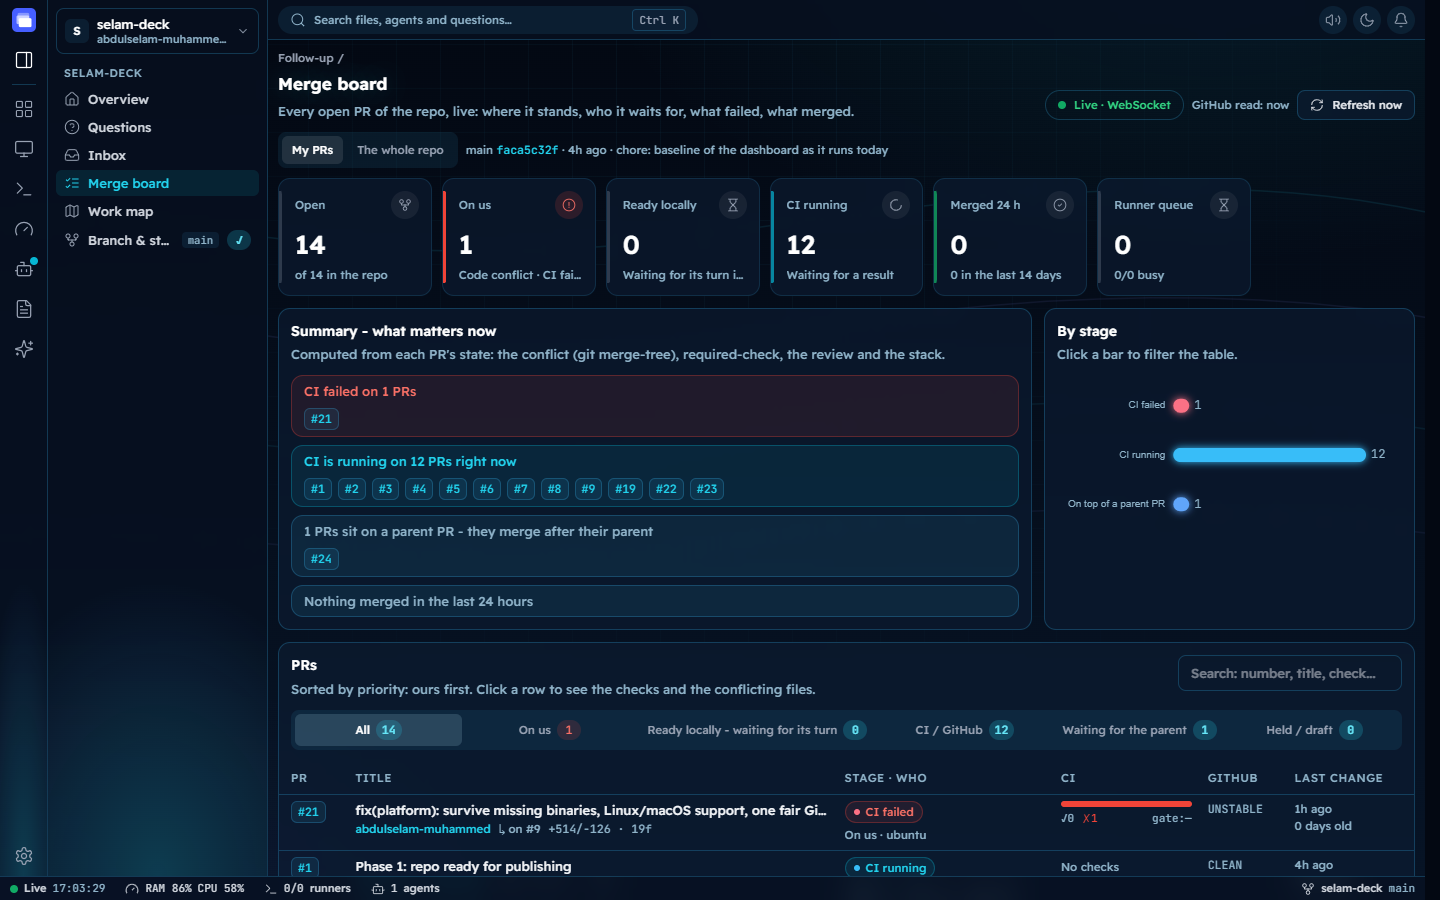 selam-deck
abdulselam-muhamme...
S
SELAM-DECK
Overview
Questions
Inbox
Merge board
Work map
Branch & st... main
Search files, agents and questions... Ctrl K
Follow-up /
Merge board
Every open PR of the repo, live: where it stands, who it waits for, what failed, what merged.
Live · WebSocket
GitHub read: now
Refresh now
My PRs The whole repo main faca5c32f · 4h ago · chore: baseline of the dashboard as it runs today
Open
14
of 14 in the repo
On us
1
Code conflict · CI fai...
Ready locally
0
Waiting for its turn i...
CI running
12
Waiting for a result
Merged 24 h
0
0 in the last 14 days
Runner queue
0
0/0 busy
Summary - what matters now
Computed from each PR's state: the conflict (git merge-tree), required-check, the review and the stack.
CI failed on 1 PRs
#21
CI is running on 12 PRs right now
#1 #2 #3 #4 #5 #6 #7 #8 #9 #19 #22 #23
1 PRs sit on a parent PR - they merge after their parent
#24
Nothing merged in the last 24 hours
By stage
Click a bar to filter the table.
CI failed 1
CI running 12
On top of a parent PR 1
PRs
Sorted by priority: ours first. Click a row to see the checks and the conflicting files.
Search: number, title, check...
All 14 On us 1 Ready locally - waiting for its turn 0 CI / GitHub 12 Waiting for the parent 1 Held / draft 0
PR TITLE STAGE · WHO CI GITHUB LAST CHANGE
#21 fix(platform): survive missing binaries, Linux/macOS support, one fair Gi... CI failed UNSTABLE 1h ago
abdulselam-muhammed on #9 +514/-126 · 19f On us · ubuntu ✓0 ✗1 gate:— 0 days old
#1 Phase 1: repo ready for publishing CI running No checks CLEAN 4h ago
Live 17:03:29 RAM 86% CPU 58% 0/0 runners 1 agents selam-deck main